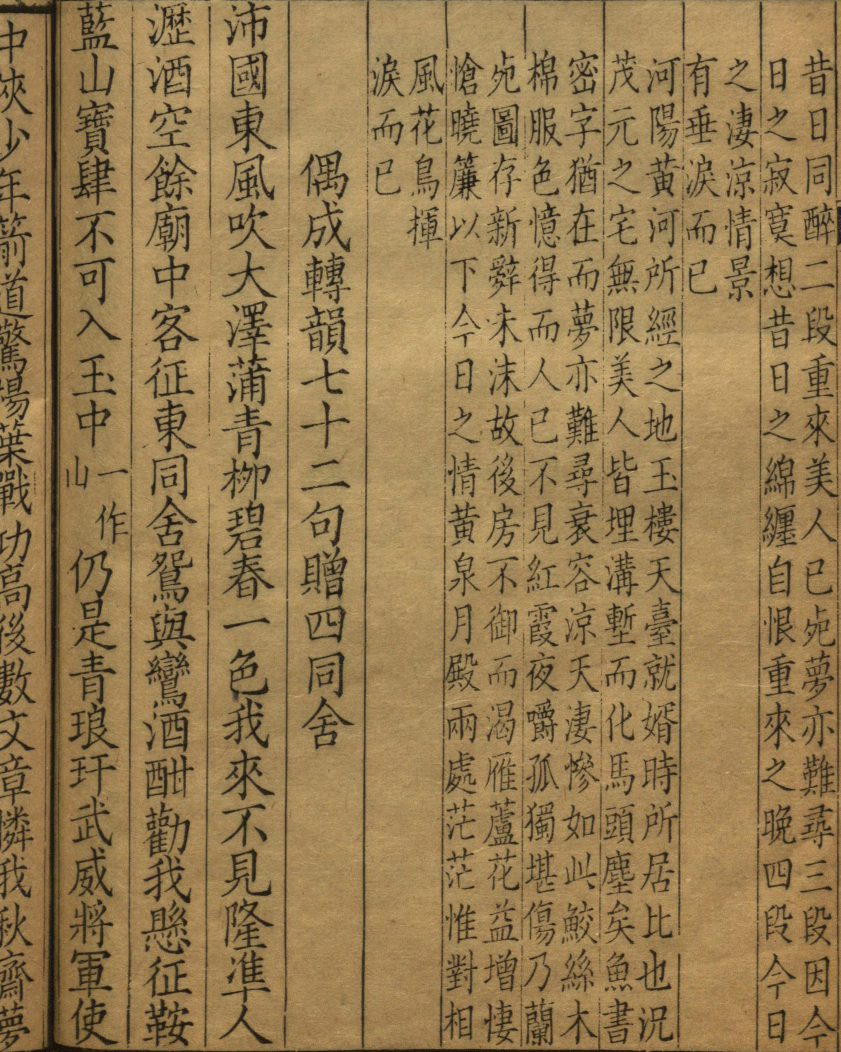 昔日同醉二段重來美人已死夢亦難尋三段因今
日之寂寞想昔日之綿纏自恨重來之晚四段今日
之淒涼情景
有垂淚而已
河陽黃河所經之地玉樓天臺就婿時所居比也況
茂元之宅無限美人皆埋溝塹而化馬頭塵矣魚書
密字猶在而夢亦難尋衰容涼天淒慘如此鮫絲木
棉服色憶得而人已不見紅霞夜嚼孤獨堪傷乃蘭
死圖存新辭未沫故後房不御而渴雁蘆花益增悽
愴曉簾以下今日之情黃泉月殿兩處茫茫惟對相
風花鳥揮
淚而已
偶成轉韻七十二句贈四同舍
沛國東風吹大澤蒲青柳碧春一色我來不見隆準人
瀝酒空餘廟中客征東同舍鴛與鸞酒酣勸我懸征鞍
藍山寶肆不可入玉中一作山仍是青琅玕武威將軍使
中俠少年箭道驚楊葉戰功高後數文章憐我秋齋夢